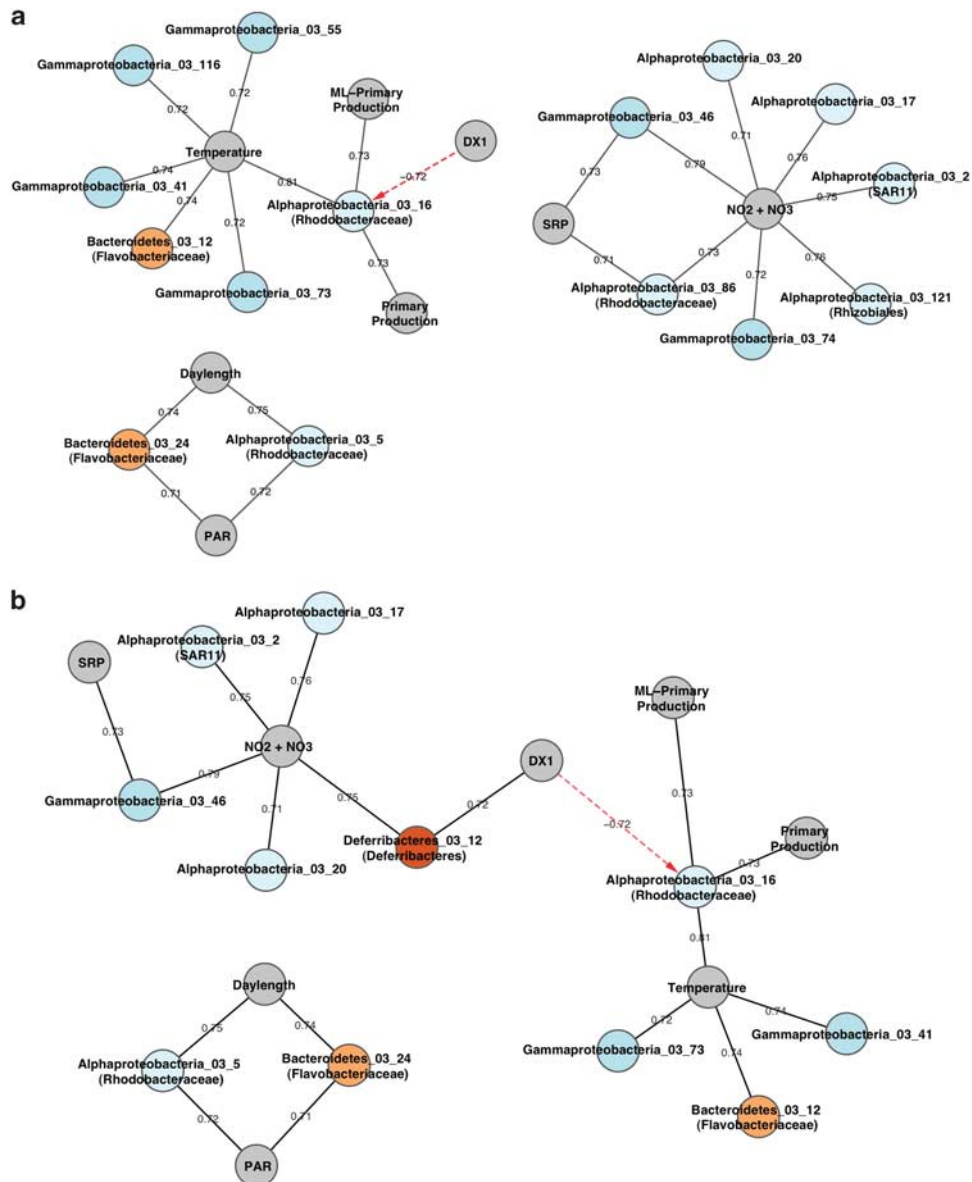 a
Gammaproteobacteria_03_55
Gammaproteobacteria_03_116
0.72
0.72
ML-Primary
Production
DX1
Temperature
0.73
−0.72
0.74
0.81
Gammaproteobacteria_03_41
0.74
0.72
Alphaproteobacteria_03_16
(Rhodobacteraceae)
Bacteroidetes_03_12
(Flavobacteriaceae)
0.73
Gammaproteobacteria_03_73
Primary
Production
Alphaproteobacteria_03_20
Alphaproteobacteria_03_17
Gammaproteobacteria_03_46
0.71
0.76
0.79
0.73
Alphaproteobacteria_03_2
(SAR11)
0.75
NO2 + NO3
SRP
0.71
0.73
0.72
0.76
Alphaproteobacteria_03_86
(Rhodobacteraceae)
Alphaproteobacteria_03_121
(Rhizobiales)
Gammaproteobacteria_03_74
Daylength
0.74
0.75
Bacteroidetes_03_24
(Flavobacteriaceae)
Alphaproteobacteria_03_5
(Rhodobacteraceae)
0.71
0.72
PAR
b
Alphaproteobacteria_03_17
Alphaproteobacteria_03_2
(SAR11)
SRP
0.75
0.76
0.73
NO2 + NO3
0.79
0.71
0.75
Gammaproteobacteria_03_46
Alphaproteobacteria_03_20
DX1
0.72
−0.72
Deferribacteres_03_12
(Deferribacteres)
ML-Primary
Production
0.73
Primary
Production
0.73
Alphaproteobacteria_03_16
(Rhodobacteraceae)
0.81
Temperature
0.72
0.74
0.74
Gammaproteobacteria_03_73
Gammaproteobacteria_03_41
Bacteroidetes_03_12
(Flavobacteriaceae)
Daylength
0.75
0.74
Alphaproteobacteria_03_5
(Rhodobacteraceae)
Bacteroidetes_03_24
(Flavobacteriaceae)
0.72
0.71
PAR